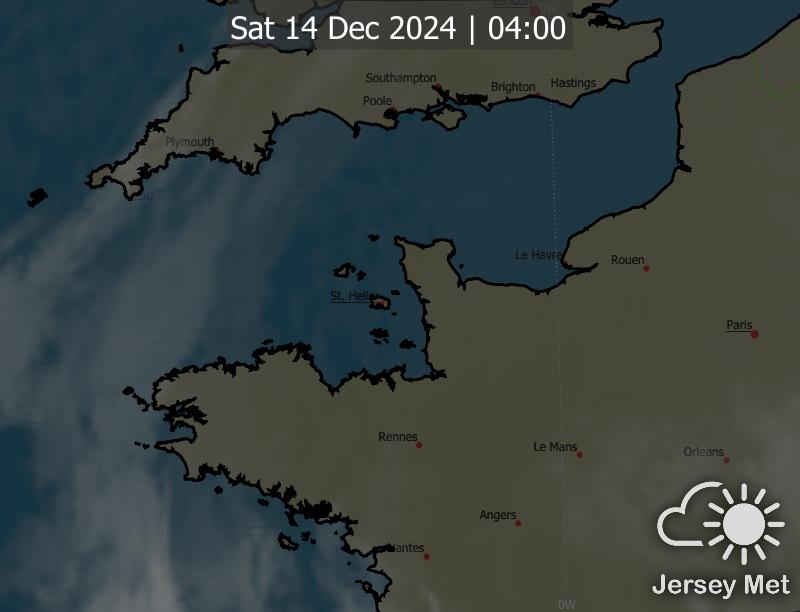 London
0W
Sat 14 Dec 2024 | 04:00
Southampton
Brighton
Hastings
Poole
Plymouth
50
Le Havre
Rouen
St. Helier
Paris
Rennes
Le Mans
Orleans
Angers
Nantes
Jersey Met
0W